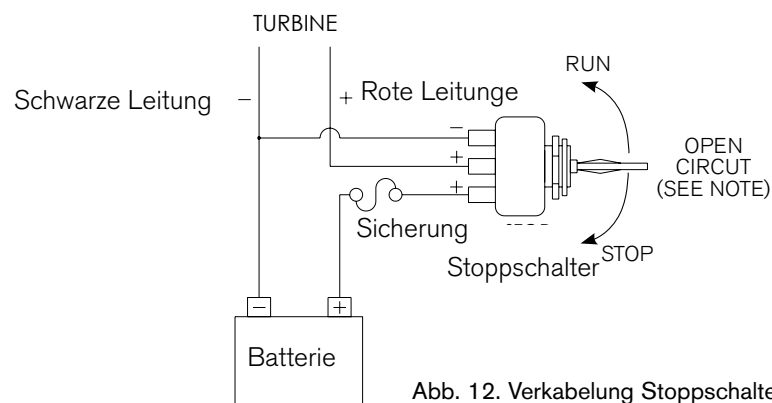 TURBINE
RUN
Schwarze Leitung
−
+ Rote Leitunge
−
+
+
OPEN
CIRCUT
(SEE NOTE)
Sicherung
STOP
Stoppschalter
−
+
Batterie
Abb. 12. Verkabelung Stoppschalte